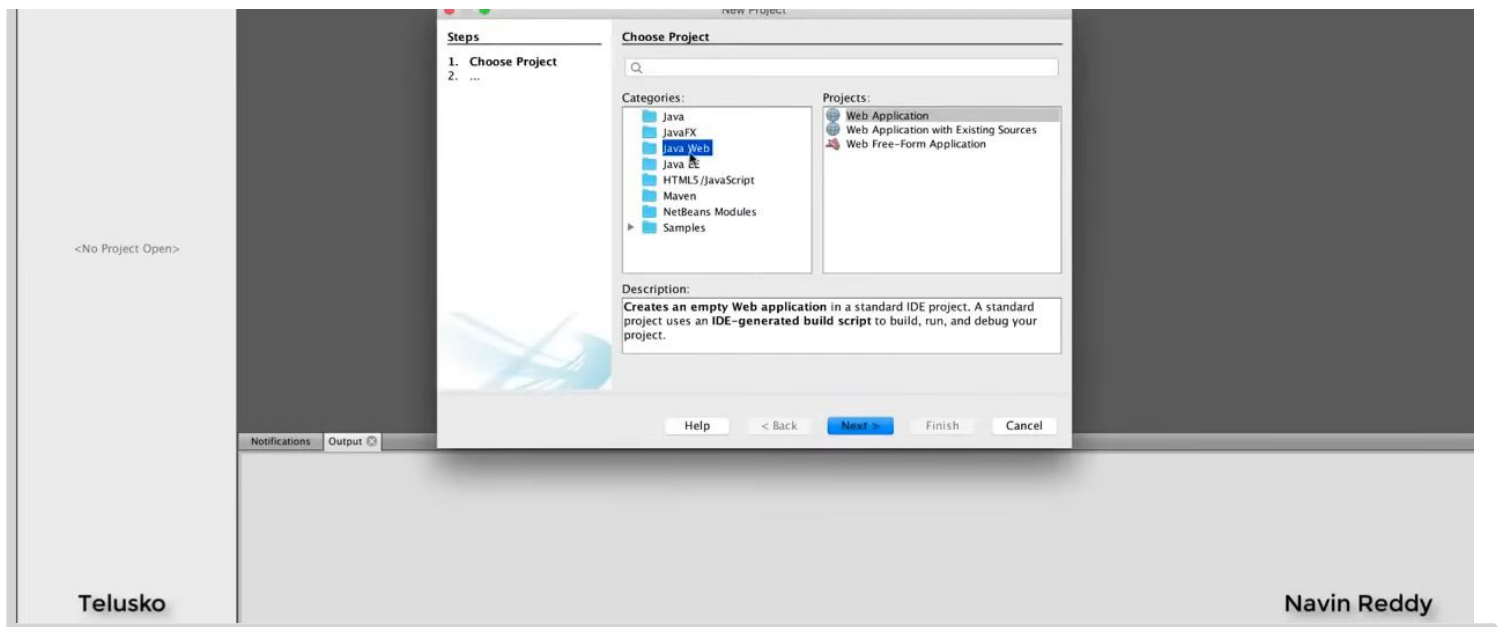 New Project
Steps
1. Choose Project
2. ...
Choose Project
Categories:
Java
JavaFX
Java Web
Java EE
HTML5/JavaScript
Maven
NetBeans Modules
Samples
Projects:
Web Application
Web Application with Existing Sources
Web Free-Form Application
Description:
Creates an empty Web application in a standard IDE project. A standard
project uses an IDE-generated build script to build, run, and debug your
project.
Help
< Back
Next >
Finish
Cancel
<No Project Open>
Notifications
Output
Telusko
Navin Reddy